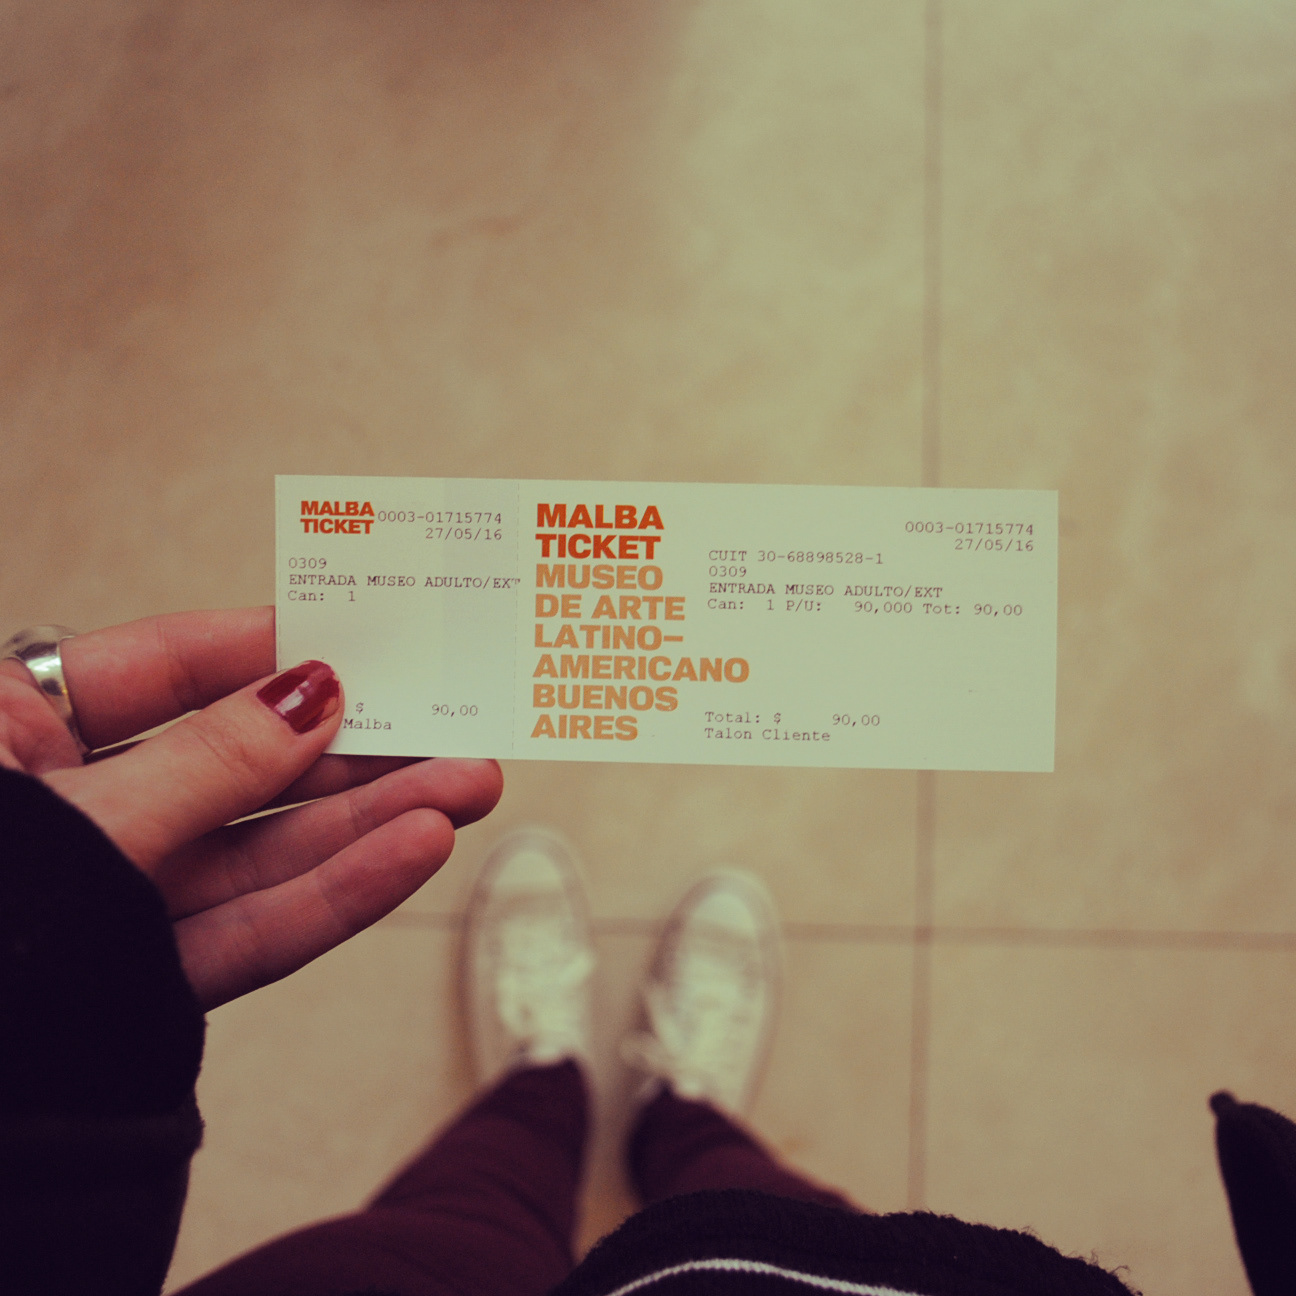 MALBA
TICKET
0003-01715774
27/05/16
0309
ENTRADA MUSEO ADULTO/EXT
Can: 1
$ 90,00
Malba
MALBA
TICKET
MUSEO
DE ARTE
LATINO-
AMERICANO
BUENOS
AIRES
0003-01715774
27/05/16
CUIT 30-68898528-1
0309
ENTRADA MUSEO ADULTO/EXT
Can: 1 P/U: 90,000 Tot: 90,00
Total: $ 90,00
Talon Cliente